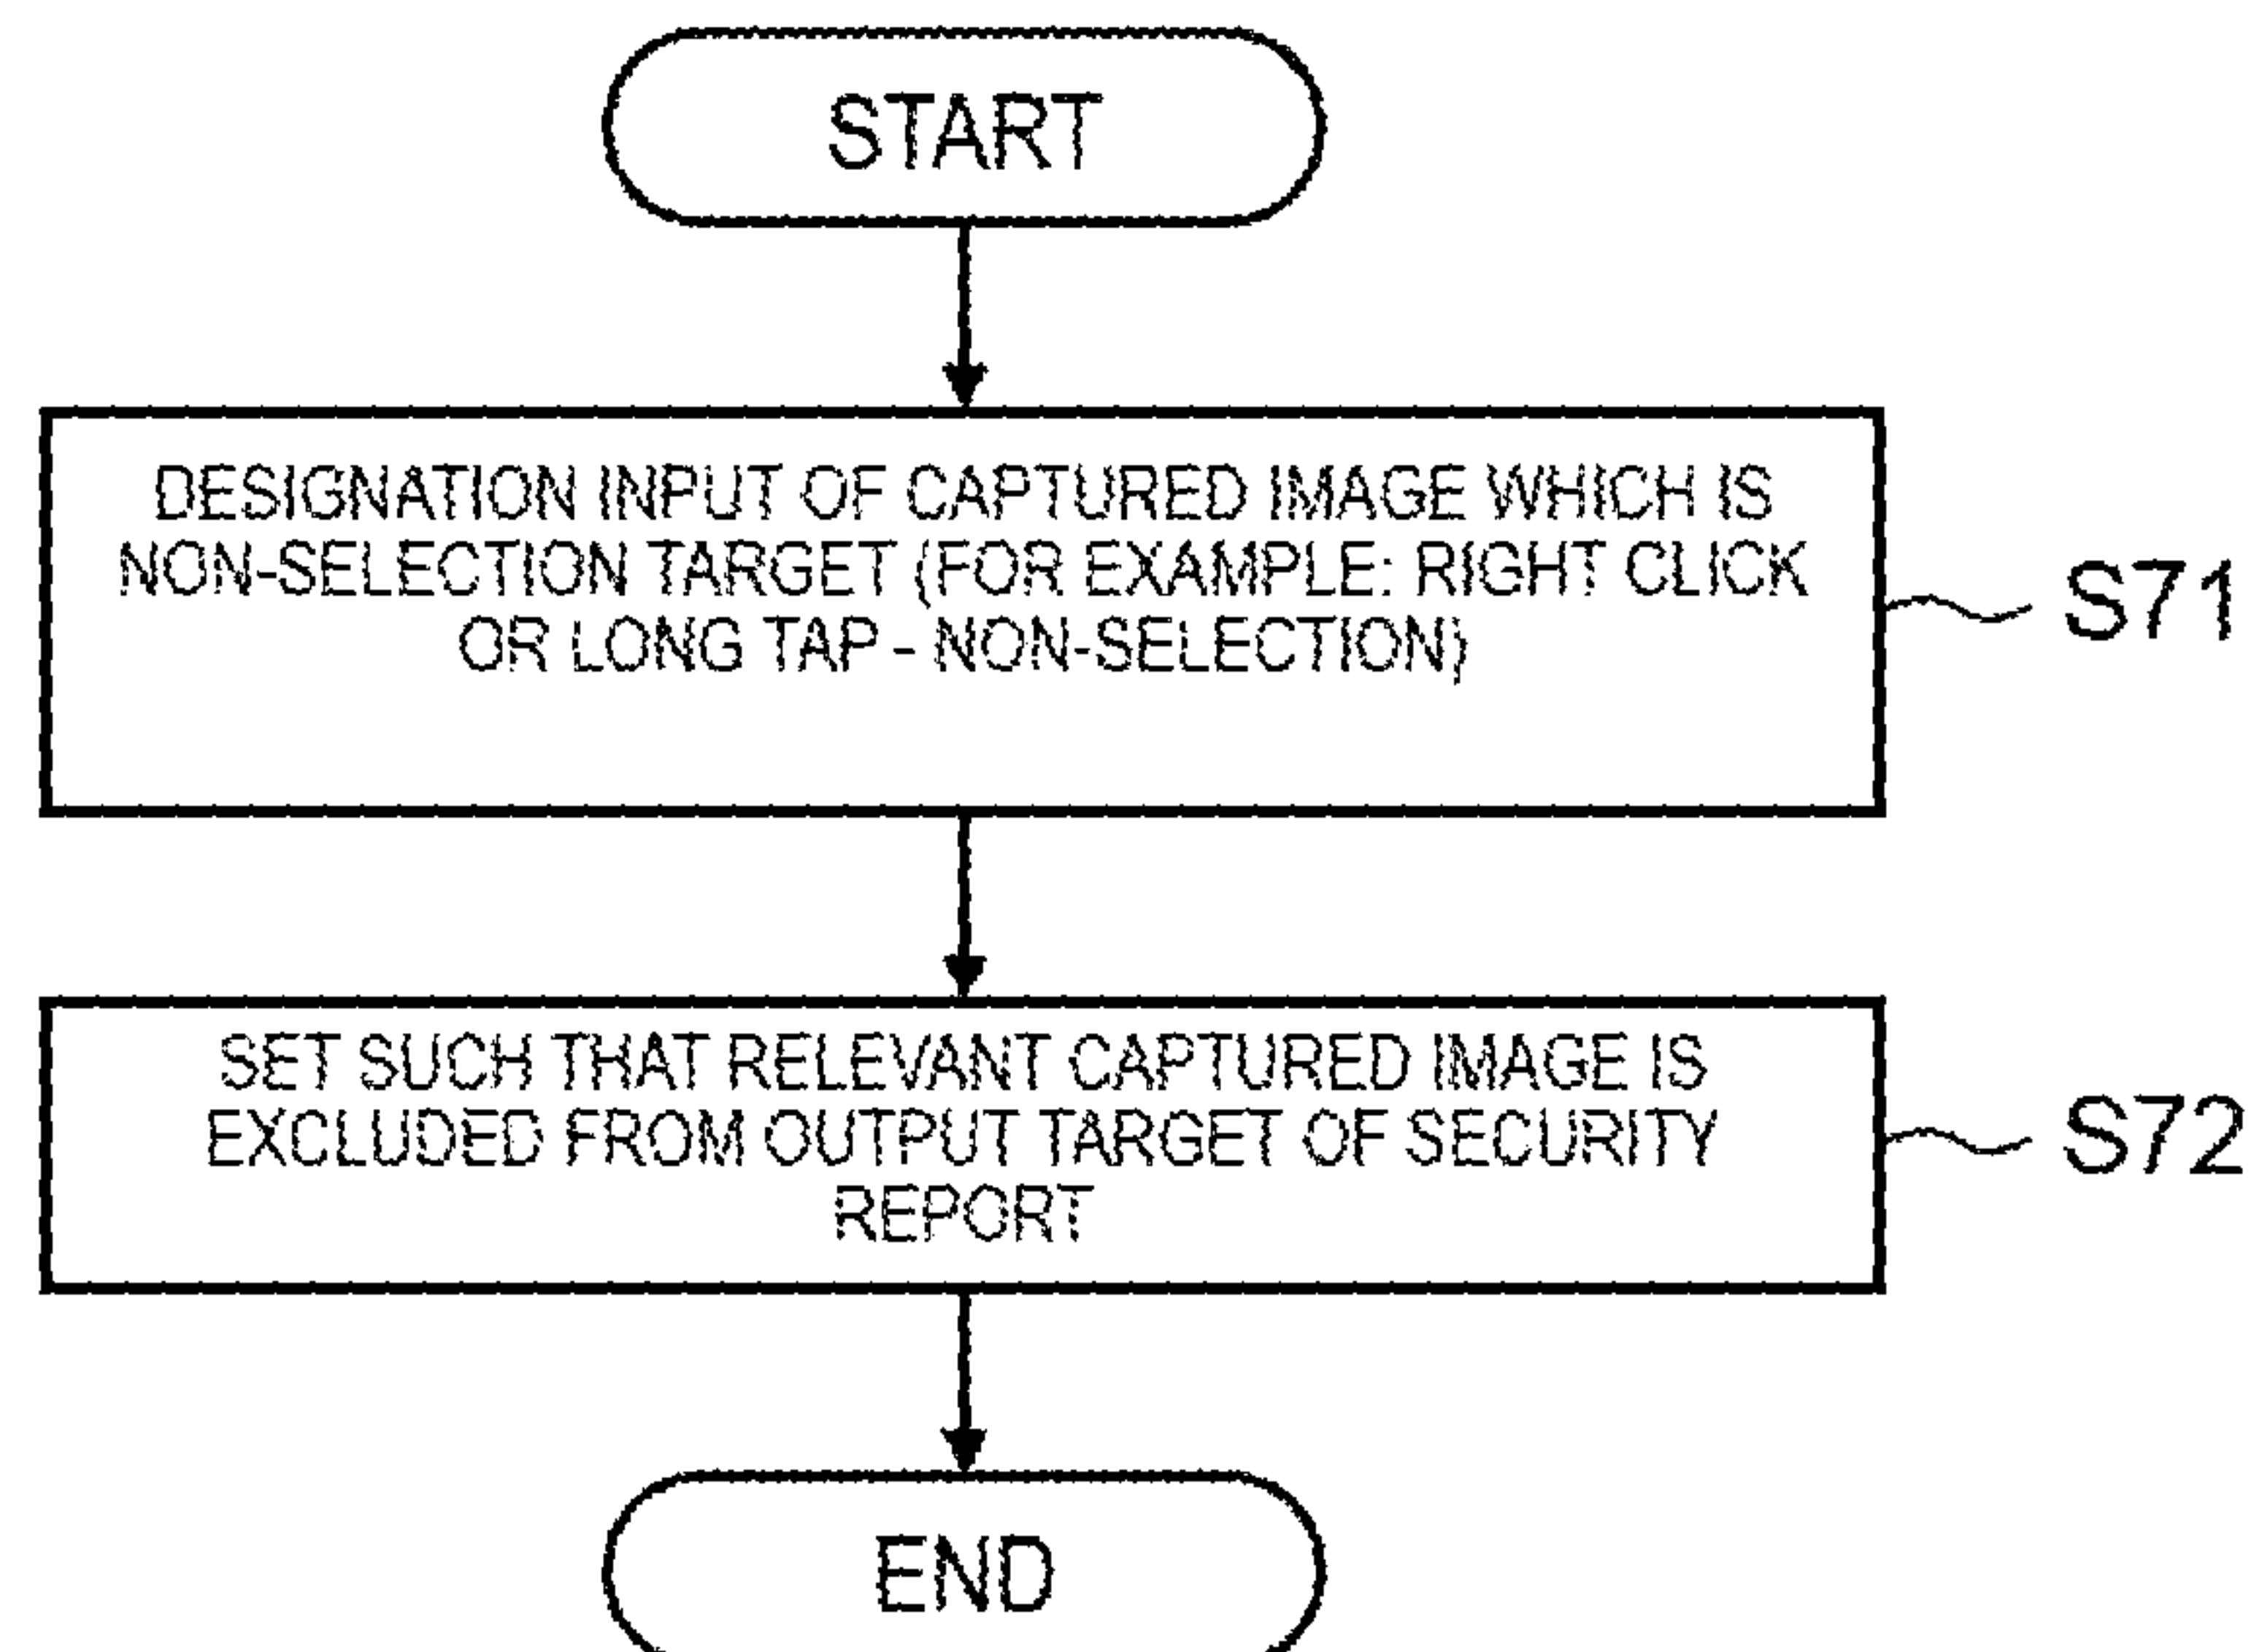 START
DESIGNATION INPUT OF CAPTURED IMAGE WHICH IS
NON-SELECTION TARGET (FOR EXAMPLE: RIGHT CLICK
OR LONG TAP - NON-SELECTION)
S71
SET SUCH THAT RELEVANT CAPTURED IMAGE IS
EXCLUDED FROM OUTPUT TARGET OF SECURITY
REPORT
S72
END